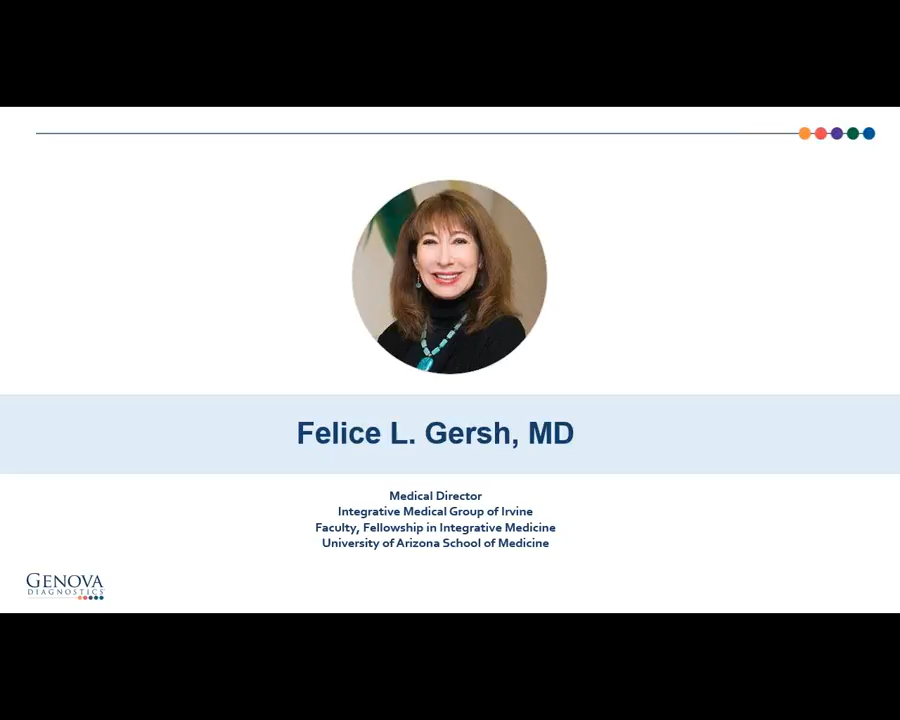 Felice L. Gersh, MD
Medical Director
Integrative Medical Group of Irvine
Faculty, Fellowship in Integrative Medicine
University of Arizona School of Medicine
GENOVA
DIAGNOSTICS